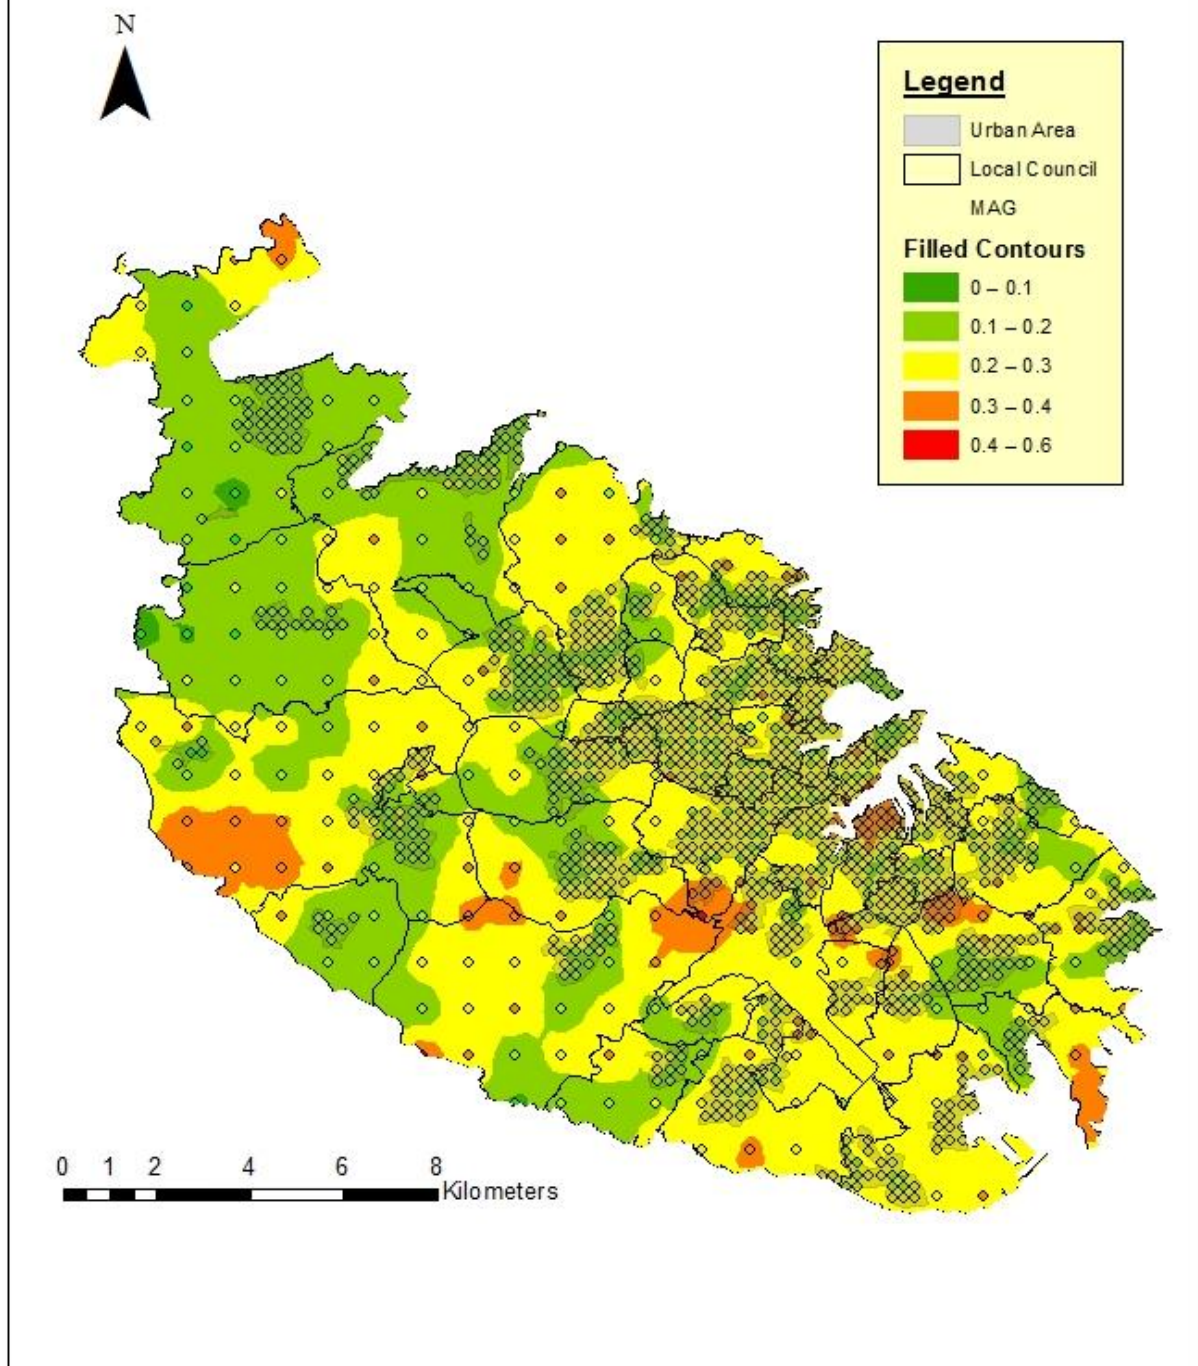 N
Legend
Urban Area
Local Council
MAG
Filled Contours
0 – 0.1
0.1 – 0.2
0.2 – 0.3
0.3 – 0.4
0.4 – 0.6
0 1 2 4 6 8
Kilometers